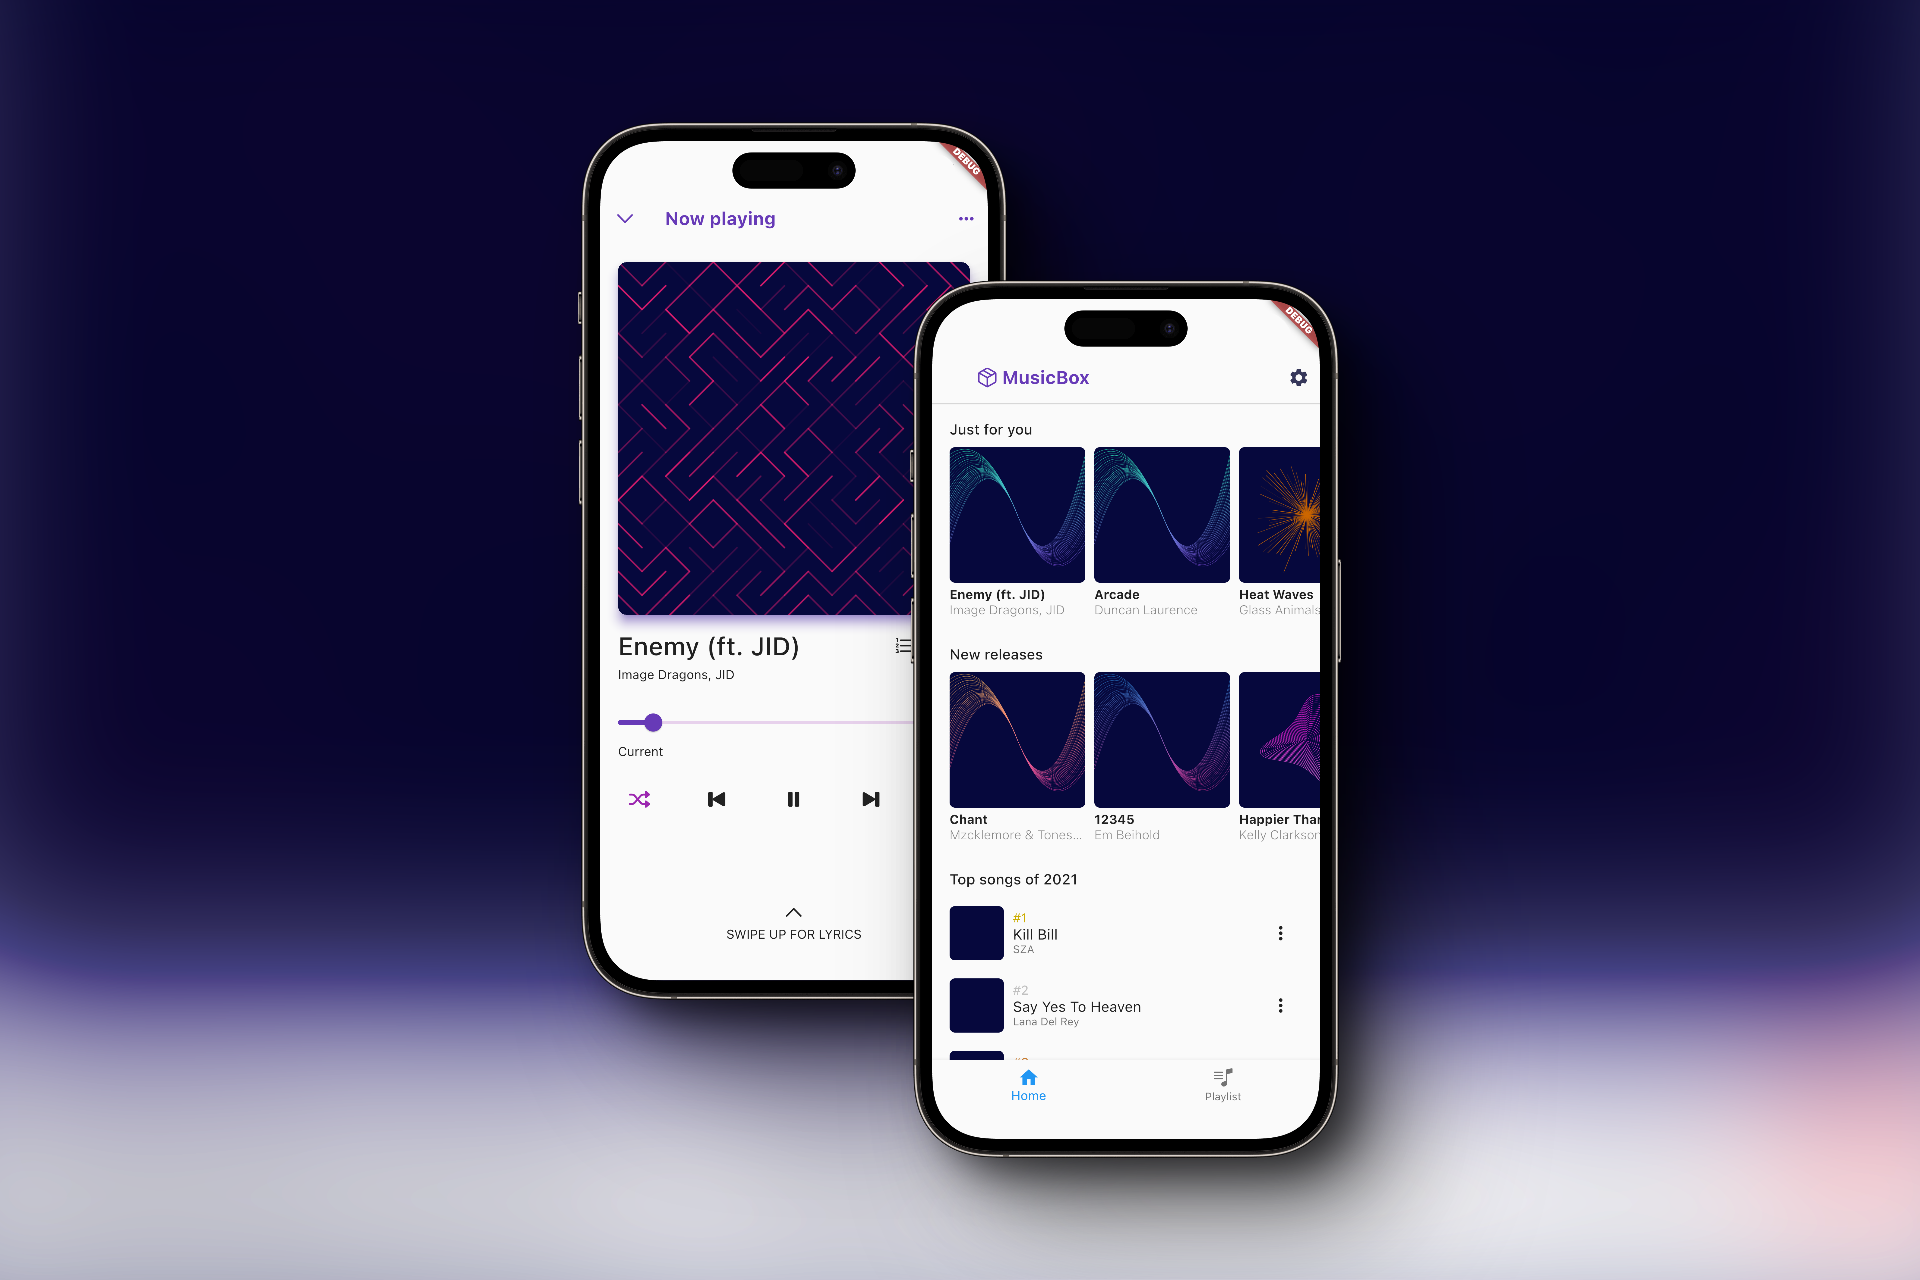 DEBUG
Now playing
Enemy (ft. JID)
Image Dragons, JID
Current
SWIPE UP FOR LYRICS
DEBUG
MusicBox
Just for you
Enemy (ft. JID)
Image Dragons, JID
Arcade
Duncan Laurence
Heat Waves
Glass Animals
New releases
Chant
Mzcklemore & Tones...
12345
Em Beihold
Happier Than
Kelly Clarkson
Top songs of 2021
#1
Kill Bill
SZA
#2
Say Yes To Heaven
Lana Del Rey
Home
Playlist